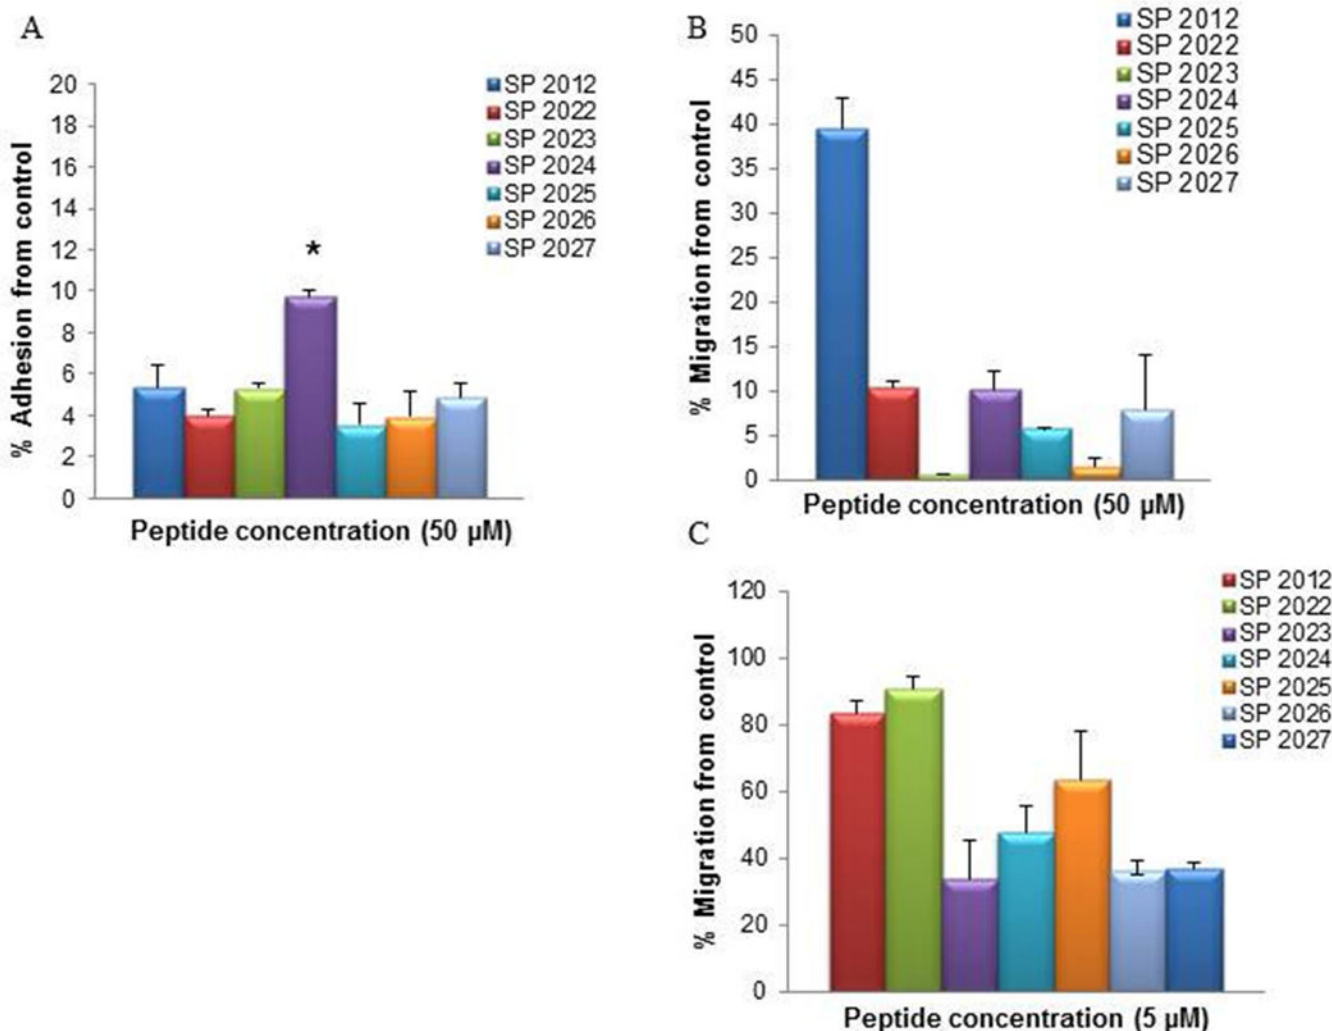 A
% Adhesion from control
20
18
16
14
12
10
8
6
4
2
0
*
SP 2012
SP 2022
SP 2023
SP 2024
SP 2025
SP 2026
SP 2027
Peptide concentration (50 µM)
B
% Migration from control
50
45
40
35
30
25
20
15
10
5
0
SP 2012
SP 2022
SP 2023
SP 2024
SP 2025
SP 2026
SP 2027
Peptide concentration (50 µM)
C
% Migration from control
120
100
80
60
40
20
0
SP 2012
SP 2022
SP 2023
SP 2024
SP 2025
SP 2026
SP 2027
Peptide concentration (5 µM)